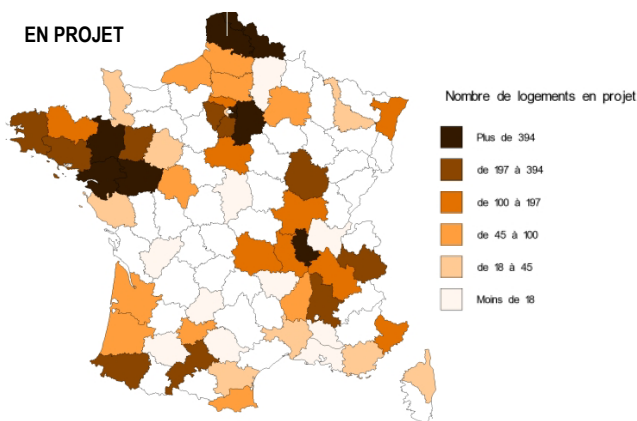 EN PROJET
Nombre de logements en projet
Plus de 394
de 197 à 394
de 100 à 197
de 45 à 100
de 18 à 45
Moins de 18